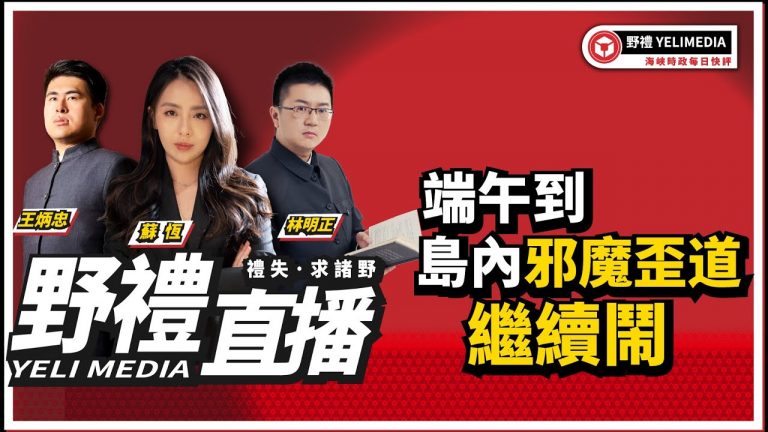 野禮 YELIMEDIA
海峽時政每日快評
王炳忠
蘇恆
林明正
禮失·求諸野
野禮直播
YELI MEDIA
端午到
島內邪魔歪道
繼續鬧